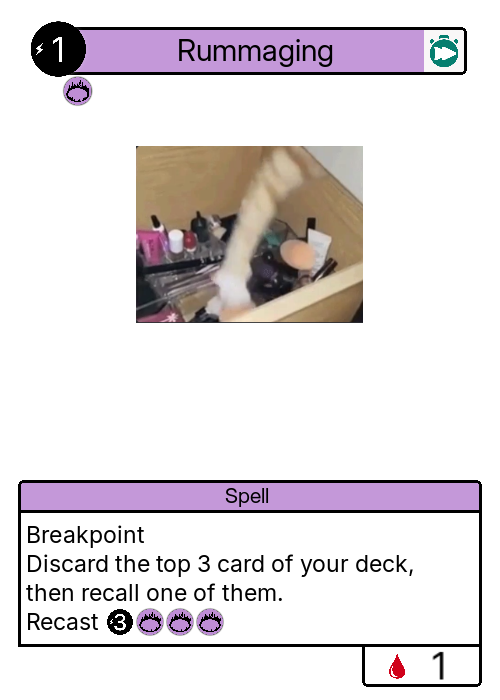 1 Rummaging
Spell
Breakpoint
Discard the top 3 card of your deck,
then recall one of them.
Recast 3
1